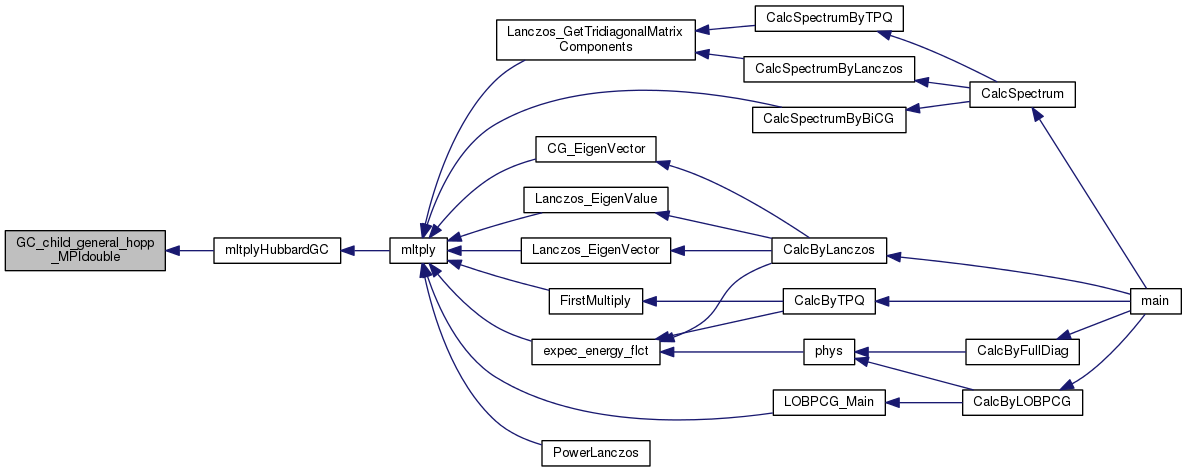 GC_child_general_hopp
_MPIdouble
mltplyHubbardGC
mltply
Lanczos_GetTridiagonalMatrix
Components
CalcSpectrumByTPQ
CalcSpectrumByLanczos
CalcSpectrumByBiCG
CalcSpectrum
CG_EigenVector
Lanczos_EigenValue
Lanczos_EigenVector
CalcByLanczos
FirstMultiply
CalcByTPQ
main
expec_energy_flct
phys
CalcByFullDiag
LOBPCG_Main
CalcByLOBPCG
PowerLanczos